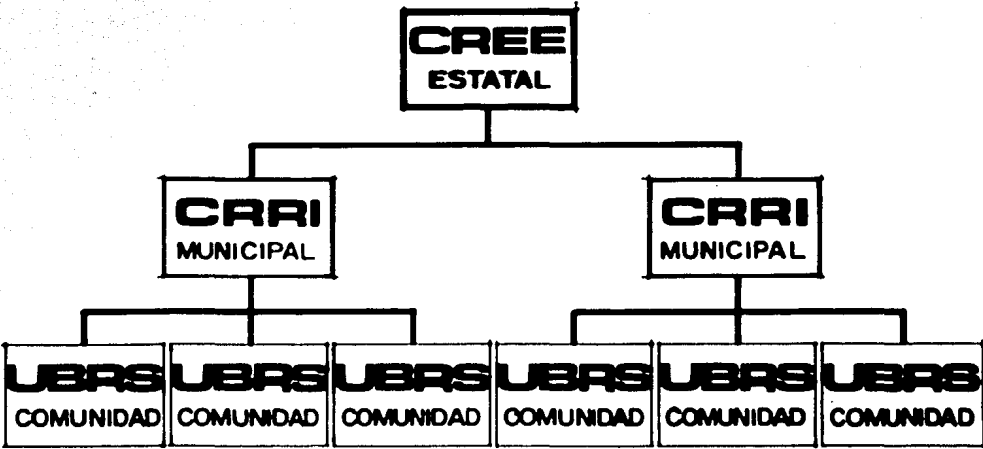 CREE
ESTATAL
CRRI
MUNICIPAL
CRRI
MUNICIPAL
UBRS
COMUNIDAD
UBRS
COMUNIDAD
UBRS
COMUNIDAD
UBRS
COMUNIDAD
UBRS
COMUNIDAD
UBRS
COMUNIDAD